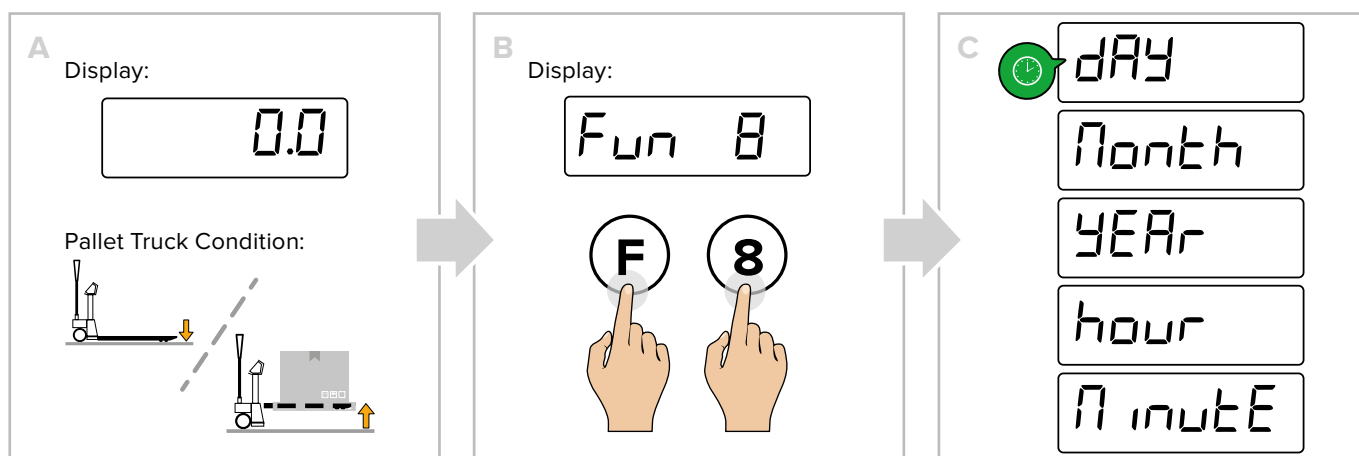 A
Display:
0.0
Pallet Truck Condition:
B
Display:
Fun 8
F 8
C
dAY
Month
YEAr
hour
MinutE